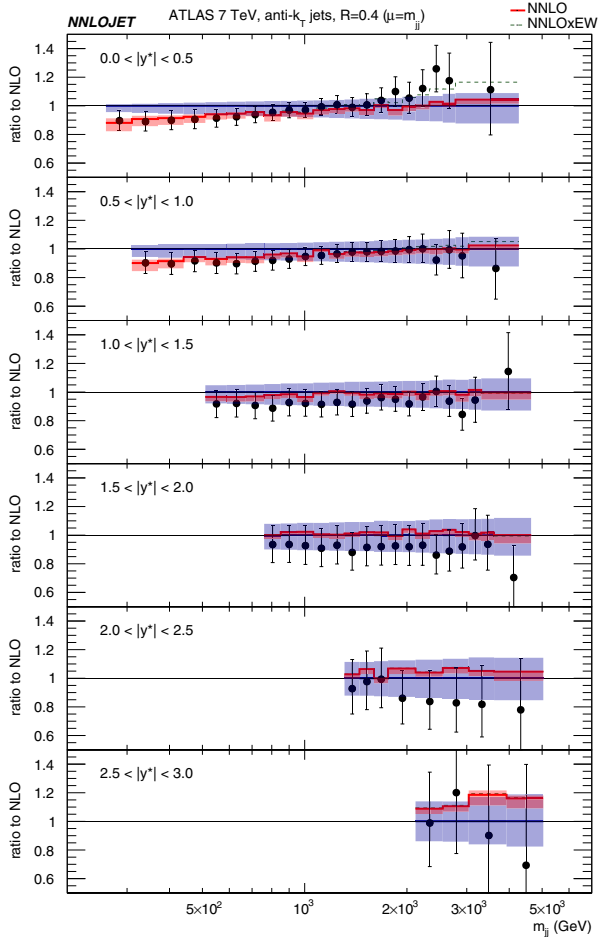 NNLOJET ATLAS 7 TeV, anti-k_T jets, R=0.4 (μ=m_jj)
NNLO
NNLOxEW
0.0 < |y*| < 0.5
ratio to NLO
1.4
1.2
1
0.8
0.6
0.5 < |y*| < 1.0
ratio to NLO
1.4
1.2
1
0.8
0.6
1.0 < |y*| < 1.5
ratio to NLO
1.4
1.2
1
0.8
0.6
1.5 < |y*| < 2.0
ratio to NLO
1.4
1.2
1
0.8
0.6
2.0 < |y*| < 2.5
ratio to NLO
1.4
1.2
1
0.8
0.6
2.5 < |y*| < 3.0
ratio to NLO
1.4
1.2
1
0.8
0.6
5×10² 10³ 2×10³ 3×10³ 5×10³
m_jj (GeV)